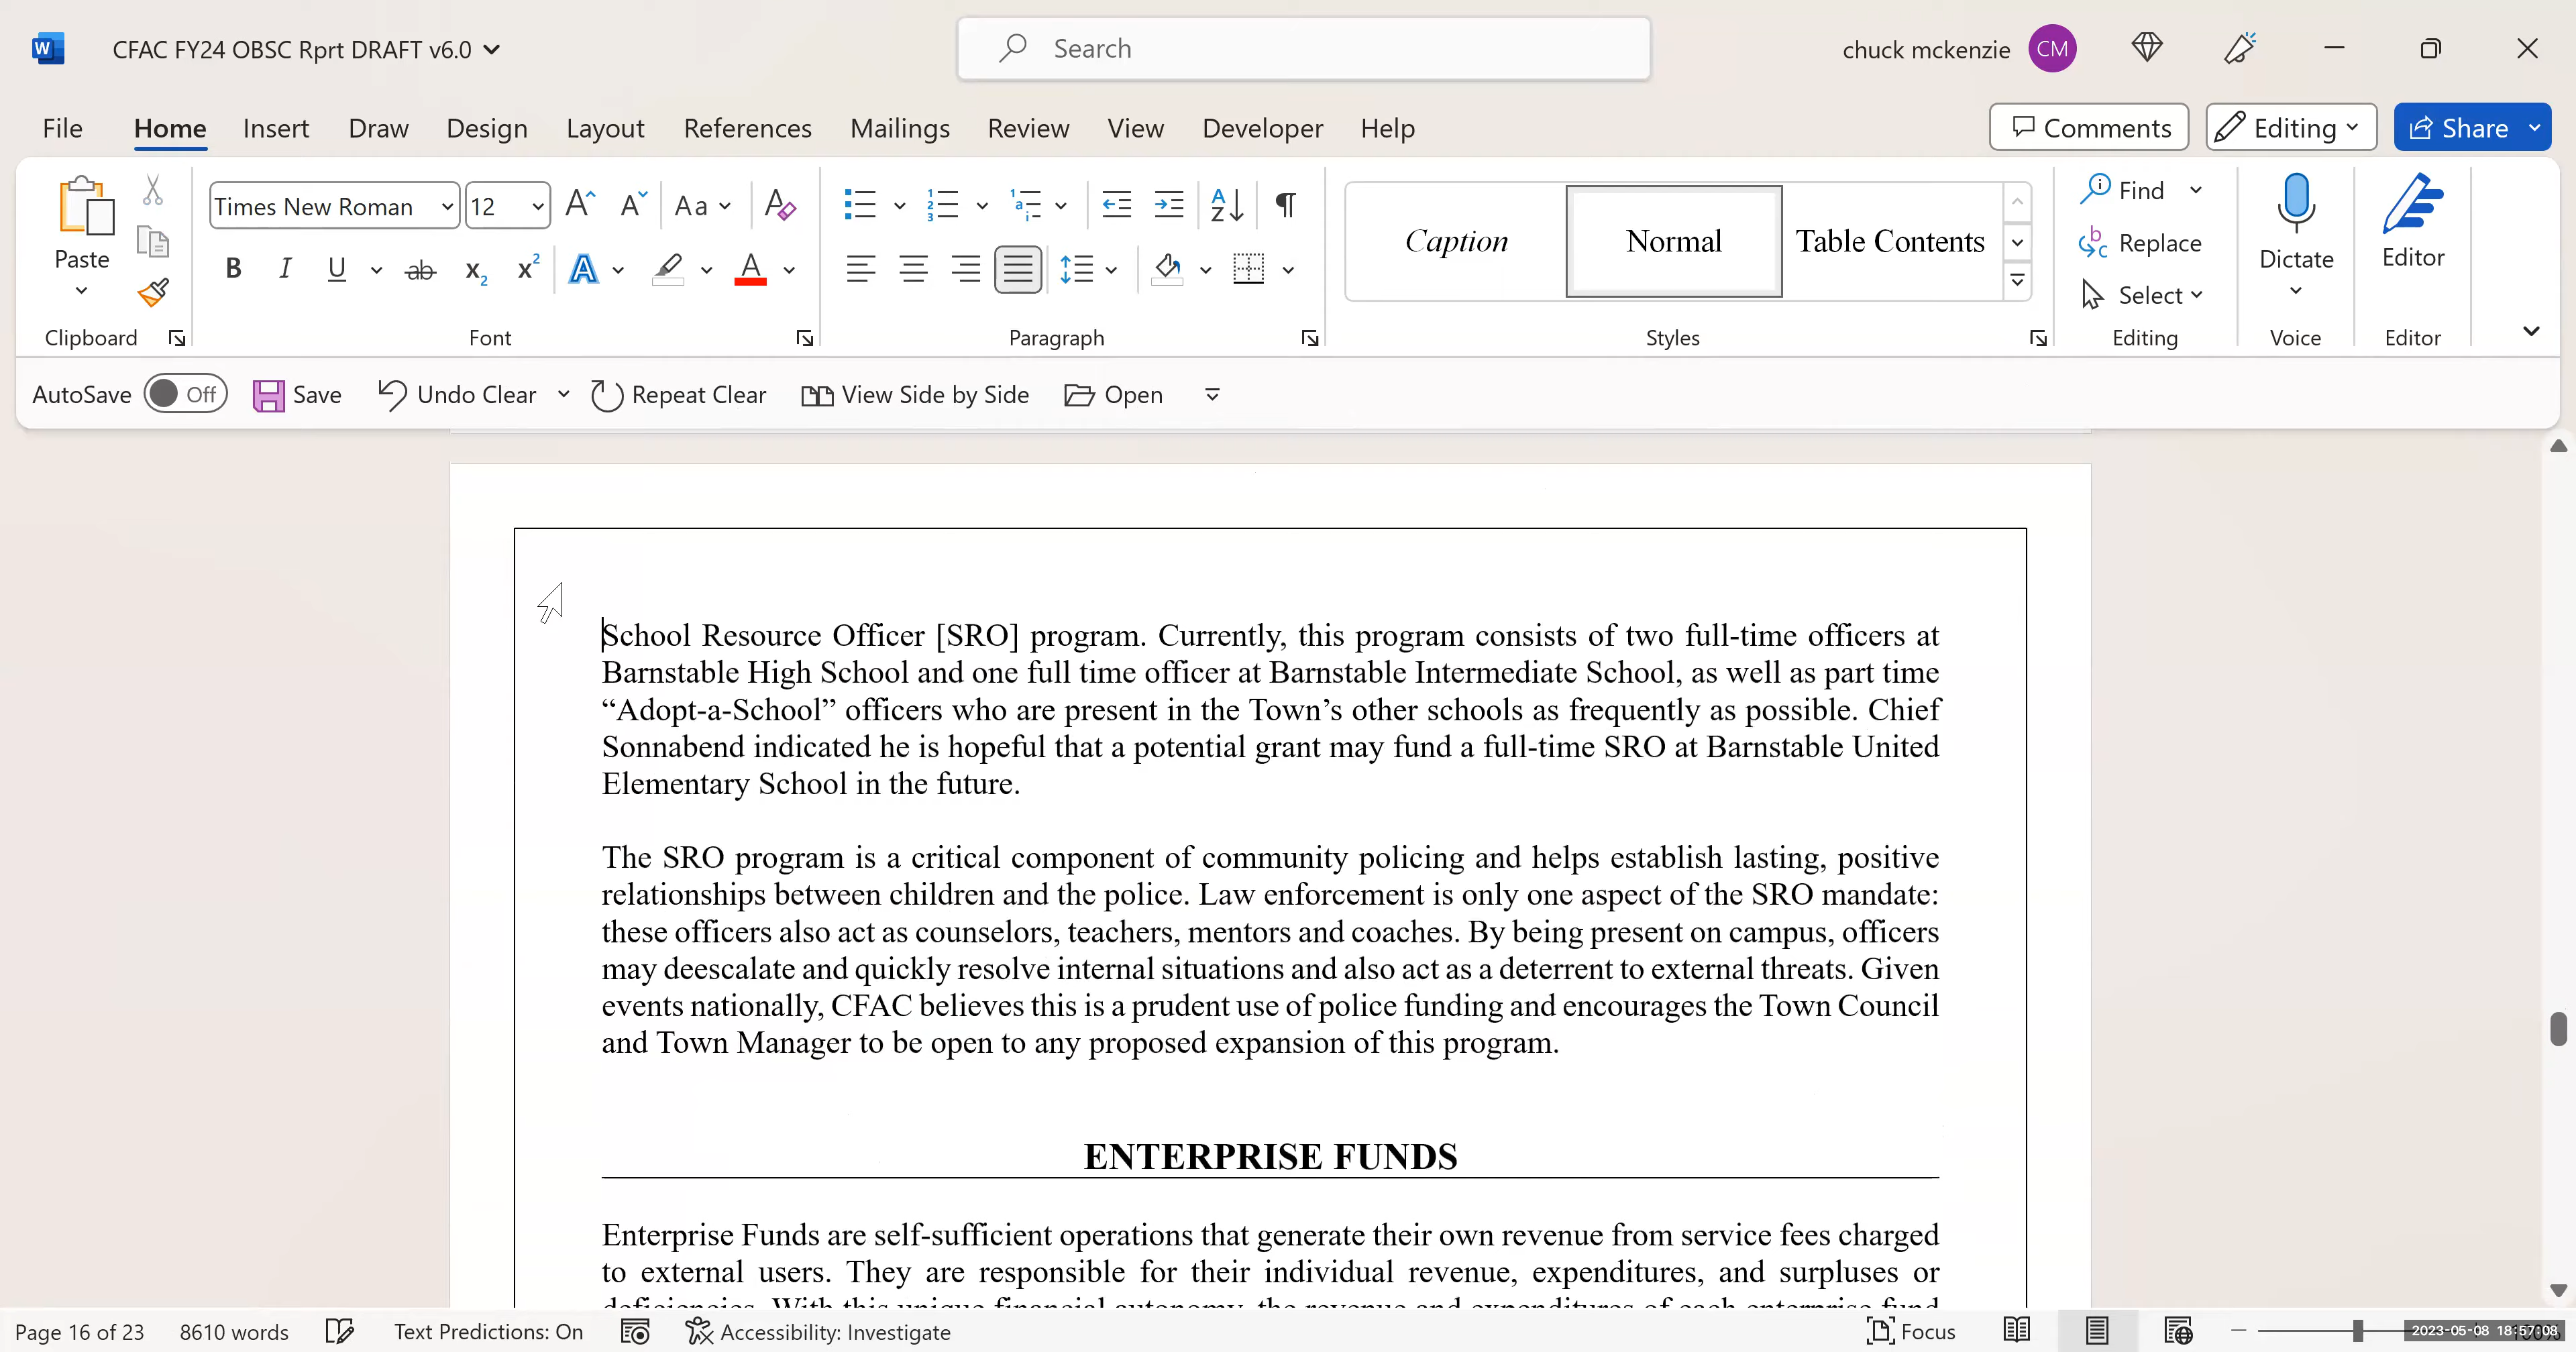 CFAC FY24 OBSC Rprt DRAFT v6.0
Search
chuck mckenzie CM
File Home Insert Draw Design Layout References Mailings Review View Developer Help
Comments Editing Share
Paste
Times New Roman 12
Caption Normal Table Contents
Find
Replace
Select
Dictate
Editor
Clipboard Font Paragraph Styles Editing Voice Editor
AutoSave Off Save Undo Clear Repeat Clear View Side by Side Open
School Resource Officer [SRO] program. Currently, this program consists of two full-time officers at
Barnstable High School and one full time officer at Barnstable Intermediate School, as well as part time
“Adopt-a-School” officers who are present in the Town’s other schools as frequently as possible. Chief
Sonnabend indicated he is hopeful that a potential grant may fund a full-time SRO at Barnstable United
Elementary School in the future.
The SRO program is a critical component of community policing and helps establish lasting, positive
relationships between children and the police. Law enforcement is only one aspect of the SRO mandate:
these officers also act as counselors, teachers, mentors and coaches. By being present on campus, officers
may deescalate and quickly resolve internal situations and also act as a deterrent to external threats. Given
events nationally, CFAC believes this is a prudent use of police funding and encourages the Town Council
and Town Manager to be open to any proposed expansion of this program.
ENTERPRISE FUNDS
Enterprise Funds are self-sufficient operations that generate their own revenue from service fees charged
to external users. They are responsible for their individual revenue, expenditures, and surpluses or
deficiencies. With this unique financial autonomy, the revenue and expenditures of each enterprise fund
Page 16 of 23 8610 words Text Predictions: On Accessibility: Investigate Focus
2023-05-08 18:57:08